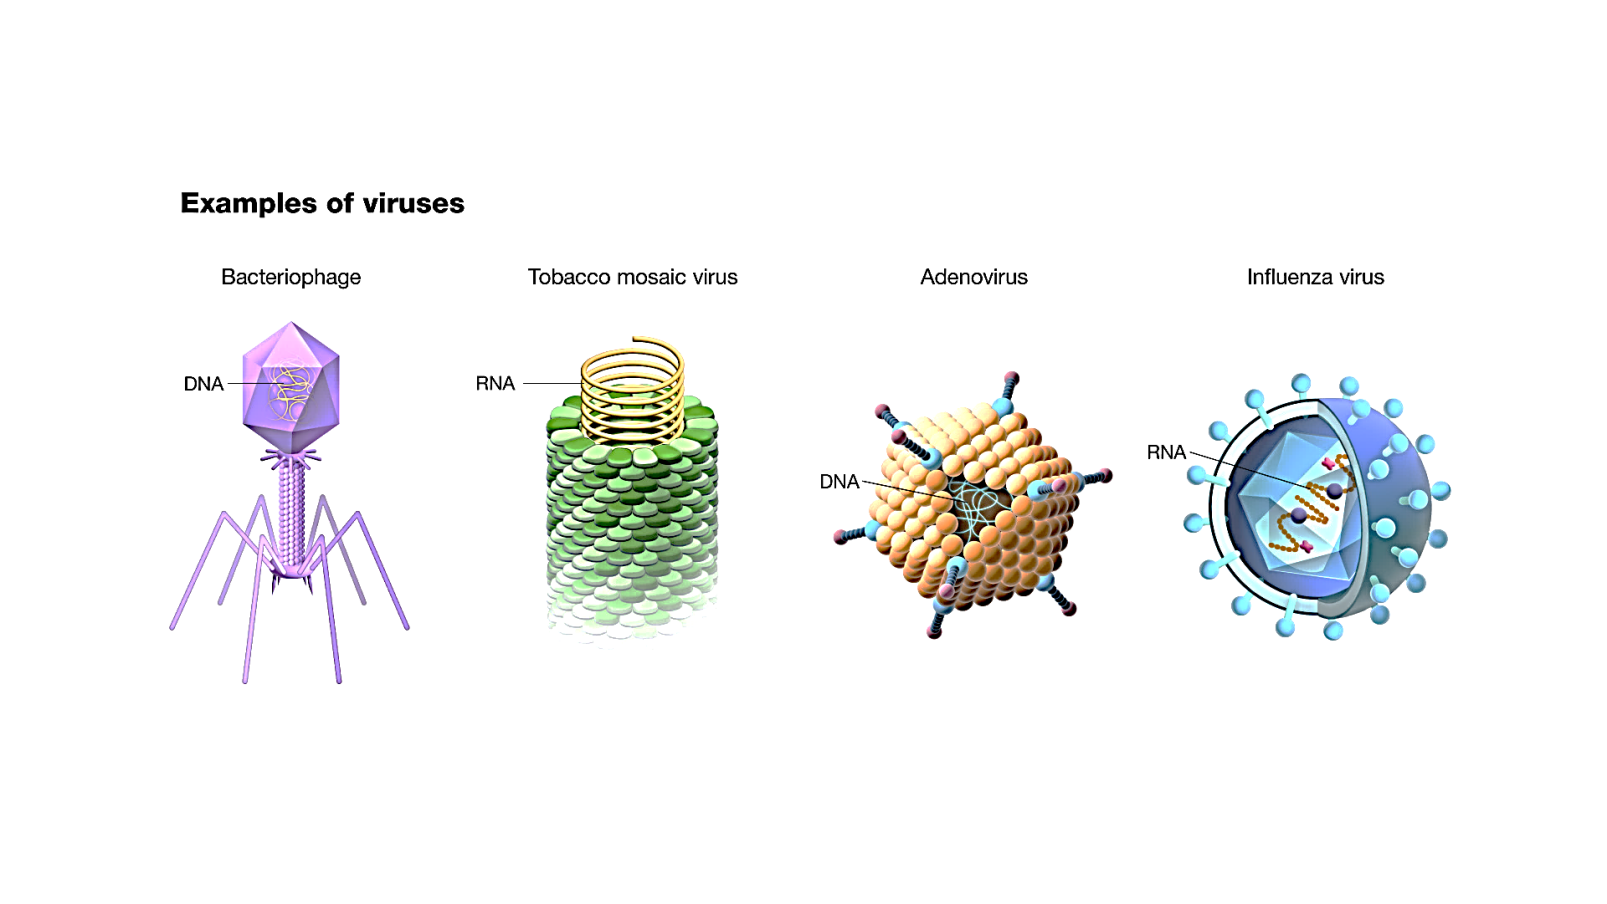 Examples of viruses
Bacteriophage
Tobacco mosaic virus
Adenovirus
Influenza virus
DNA
RNA
DNA
RNA